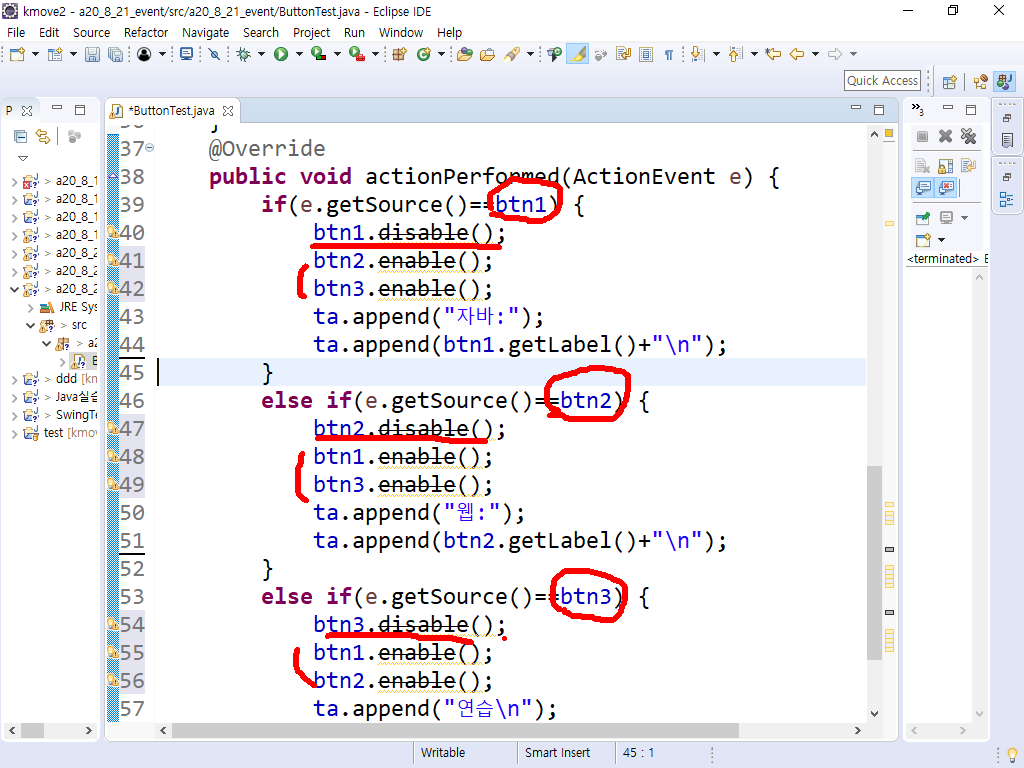 kmove2 - a20_8_21_event/src/a20_8_21_event/ButtonTest.java - Eclipse IDE
File Edit Source Refactor Navigate Search Project Run Window Help
Quick Access
P
*ButtonTest.java
3
37 @Override
38 public void actionPerformed(ActionEvent e) {
39 if(e.getSource()==btn1) {
40 btn1.disable();
41 btn2.enable();
42 btn3.enable();
43 ta.append("자바:");
44 ta.append(btn1.getLabel()+"\n");
45 }
46 else if(e.getSource()==btn2) {
47 btn2.disable();
48 btn1.enable();
49 btn3.enable();
50 ta.append("웹:");
51 ta.append(btn2.getLabel()+"\n");
52 }
53 else if(e.getSource()==btn3) {
54 btn3.disable();
55 btn1.enable();
56 btn2.enable();
57 ta.append("연습\n");
> a20_8_1
> a20_8_1
> a20_8_1
> a20_8_1
> a20_8_2
> a20_8_2
> a20_8_2
JRE Sys
> src
> a2
> ddd [kn
> Java실습
> SwingTe
test [kmov
<terminated> B
Writable Smart Insert 45 : 1